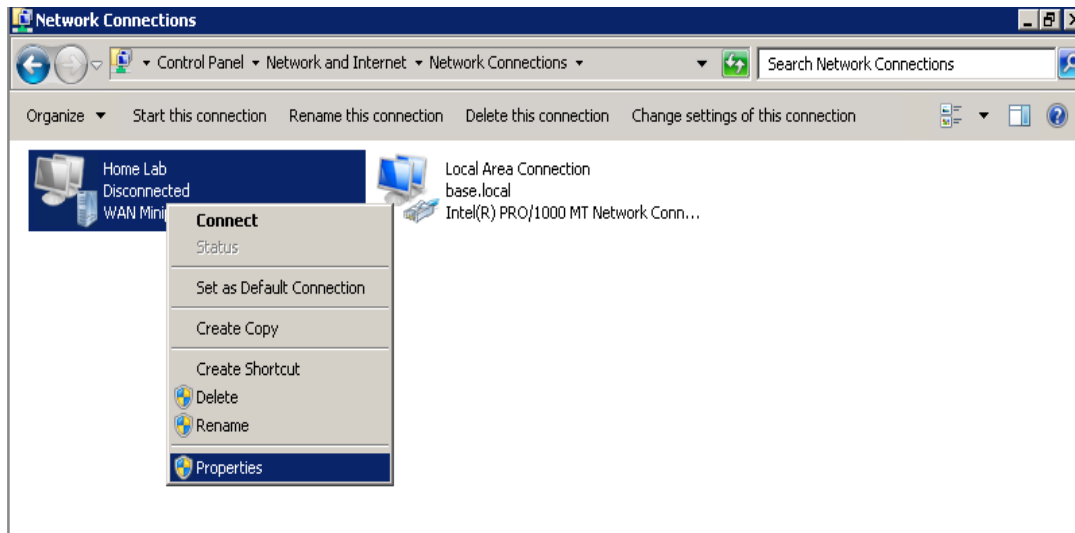 Network Connections
Control Panel Network and Internet Network Connections
Search Network Connections
Organize Start this connection Rename this connection Delete this connection Change settings of this connection
Home Lab
Disconnected
WAN
Local Area Connection
base.local
Intel(R) PRO/1000 MT Network Conn...
Connect
Status
Set as Default Connection
Create Copy
Create Shortcut
Delete
Rename
Properties